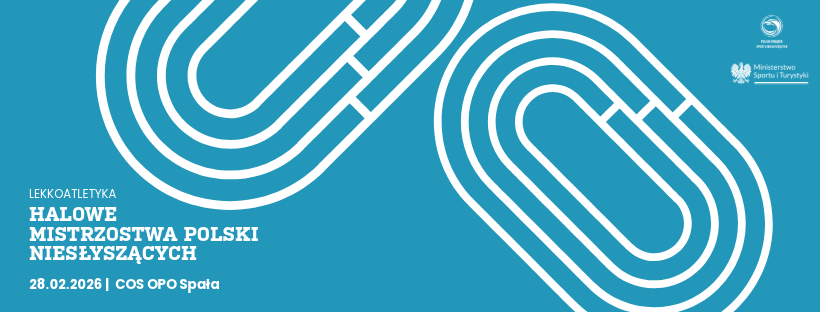 Ministerstwo
Sportu i Turystyki
LEKKOATLETYKA
HALOWE
MISTRZOSTWA POLSKI
NIESŁYSZĄCYCH
28.02.2026 | COS OPO Spała